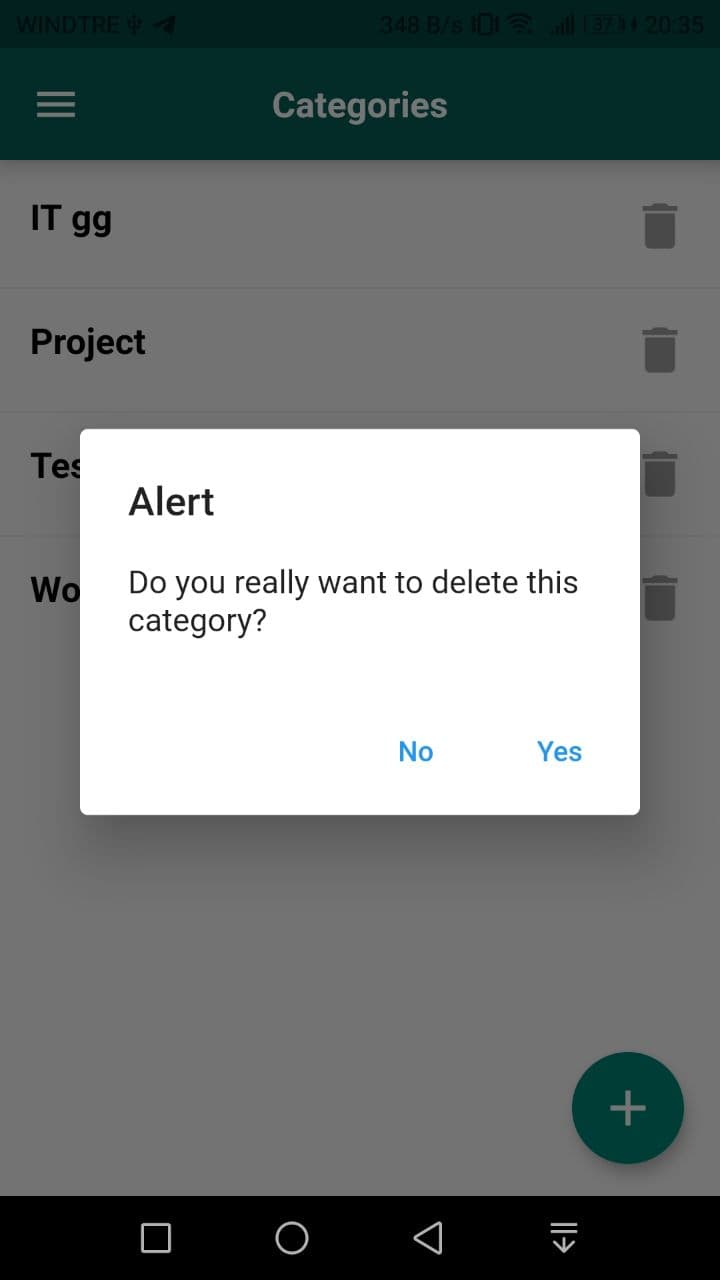 WINDTRE 348 B/s 37 20:35
Categories
IT gg
Project
Tes
Wo
Alert
Do you really want to delete this
category?
No Yes